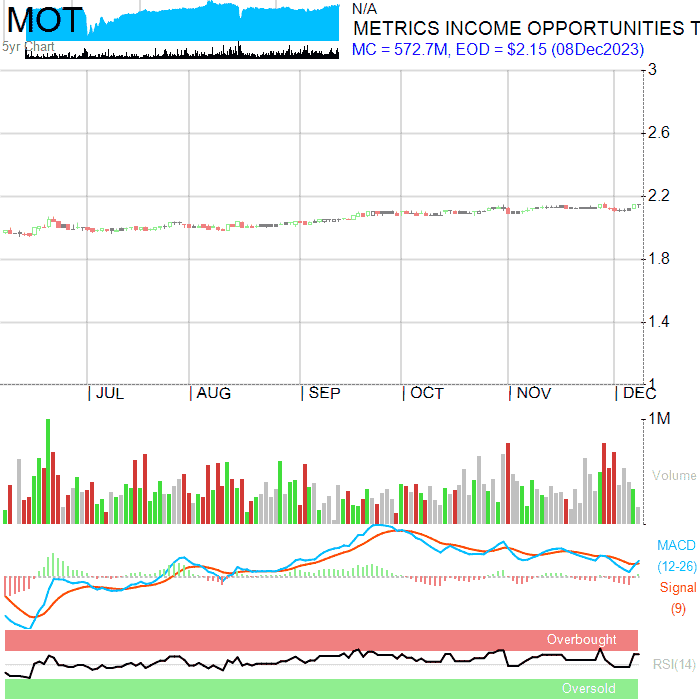 MOT
5yr Chart
N/A
METRICS INCOME OPPORTUNITIES T
MC = 572.7M, EOD = $2.15 (08Dec2023)
3
2.6
2.2
1.8
1.4
1
JUL
AUG
SEP
OCT
NOV
DEC
1M
Volume
MACD
(12-26)
Signal
(9)
Overbought
RSI(14)
Oversold